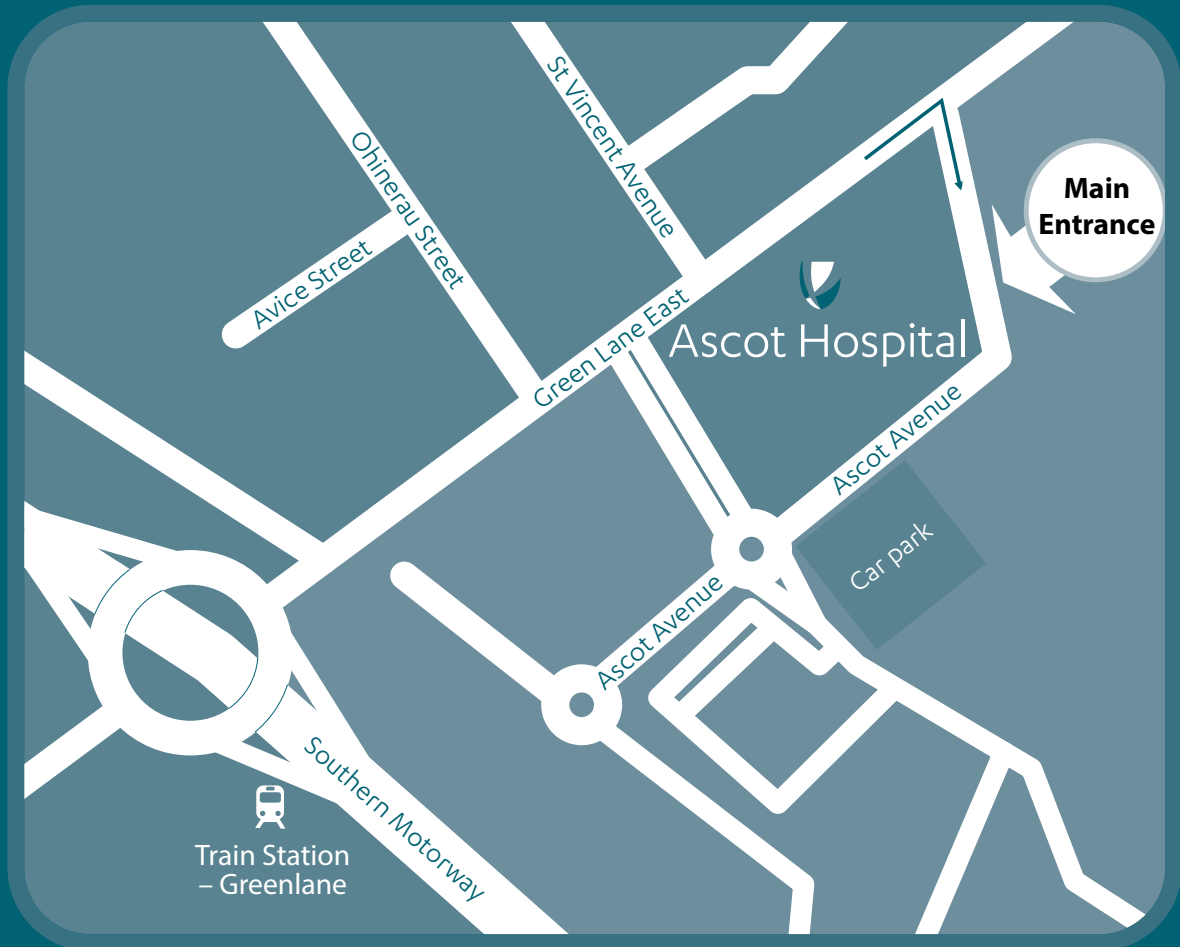 St Vincent Avenue
Ohinerau Street
Main
Entrance
Avice Street
Green Lane East
Ascot Hospital
Ascot Avenue
Car park
Ascot Avenue
Southern Motorway
Train Station
– Greenlane